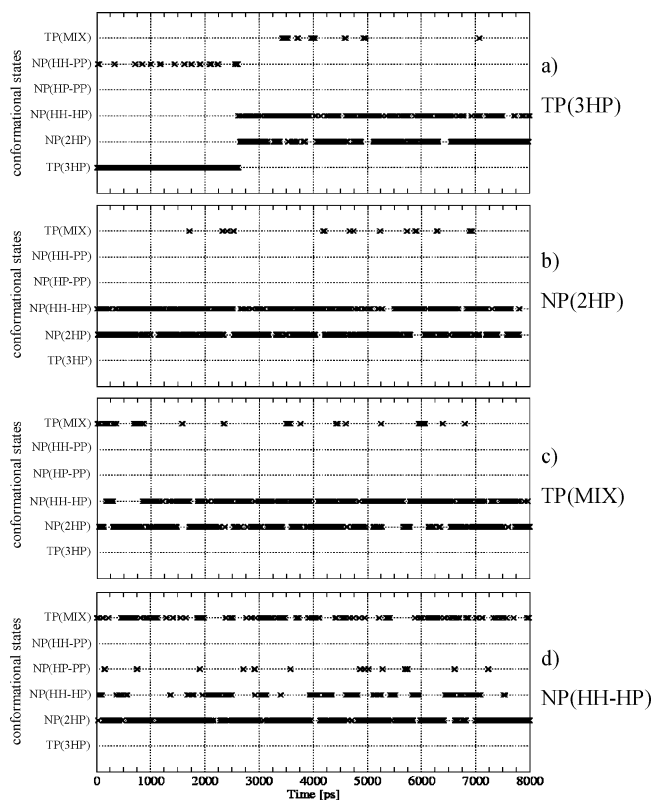 conformational states
TP(MIX)
NP(HH-PP)
NP(HP-PP)
NP(HH-HP)
NP(2HP)
TP(3HP)
a)
TP(3HP)
conformational states
TP(MIX)
NP(HH-PP)
NP(HP-PP)
NP(HH-HP)
NP(2HP)
TP(3HP)
b)
NP(2HP)
conformational states
TP(MIX)
NP(HH-PP)
NP(HP-PP)
NP(HH-HP)
NP(2HP)
TP(3HP)
c)
TP(MIX)
conformational states
TP(MIX)
NP(HH-PP)
NP(HP-PP)
NP(HH-HP)
NP(2HP)
TP(3HP)
d)
NP(HH-HP)
0 1000 2000 3000 4000 5000 6000 7000 8000
Time [ps]